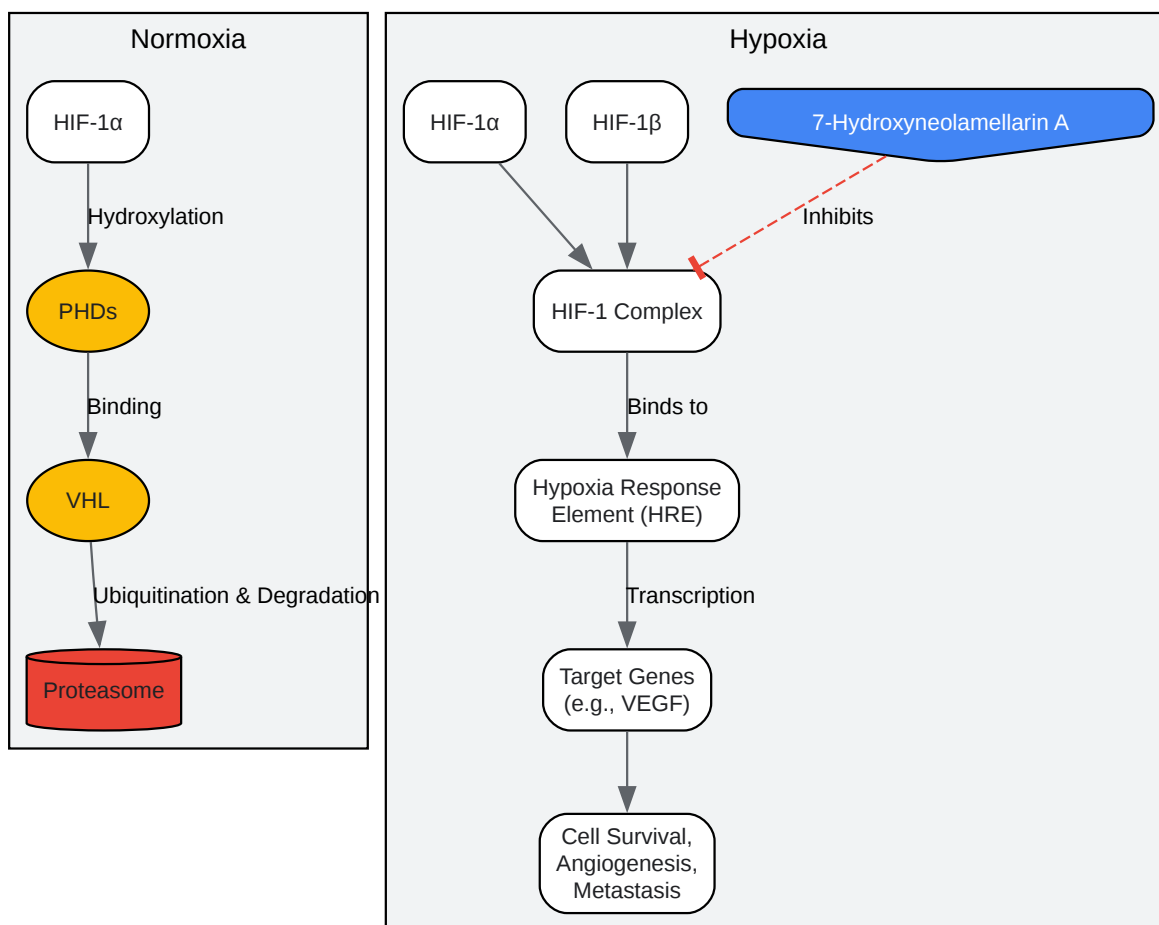 Normoxia
HIF-1α
Hydroxylation
PHDs
Binding
VHL
Ubiquitination & Degradation
Proteasome
Hypoxia
HIF-1α
HIF-1β
7-Hydroxyneolamellarin A
Inhibits
HIF-1 Complex
Binds to
Hypoxia Response
Element (HRE)
Transcription
Target Genes
(e.g., VEGF)
Cell Survival,
Angiogenesis,
Metastasis